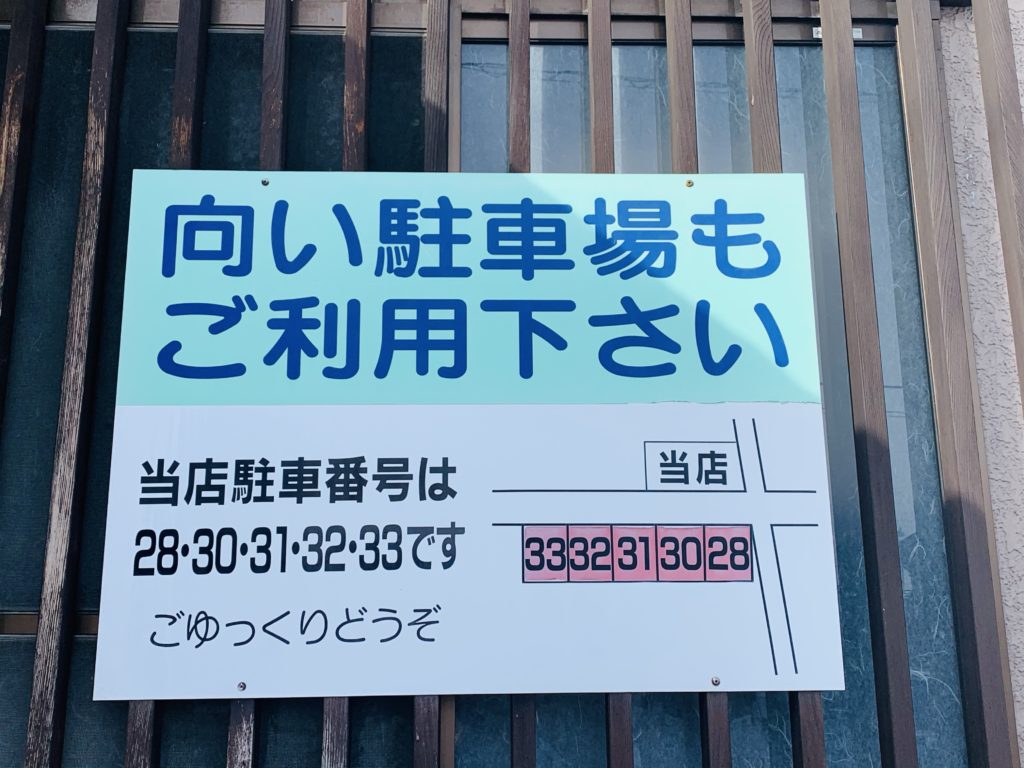 向い駐車場も
ご利用下さい
当店駐車番号は
28・30・31・32・33です
ごゆっくりどうぞ
当店
33 32 31 30 28